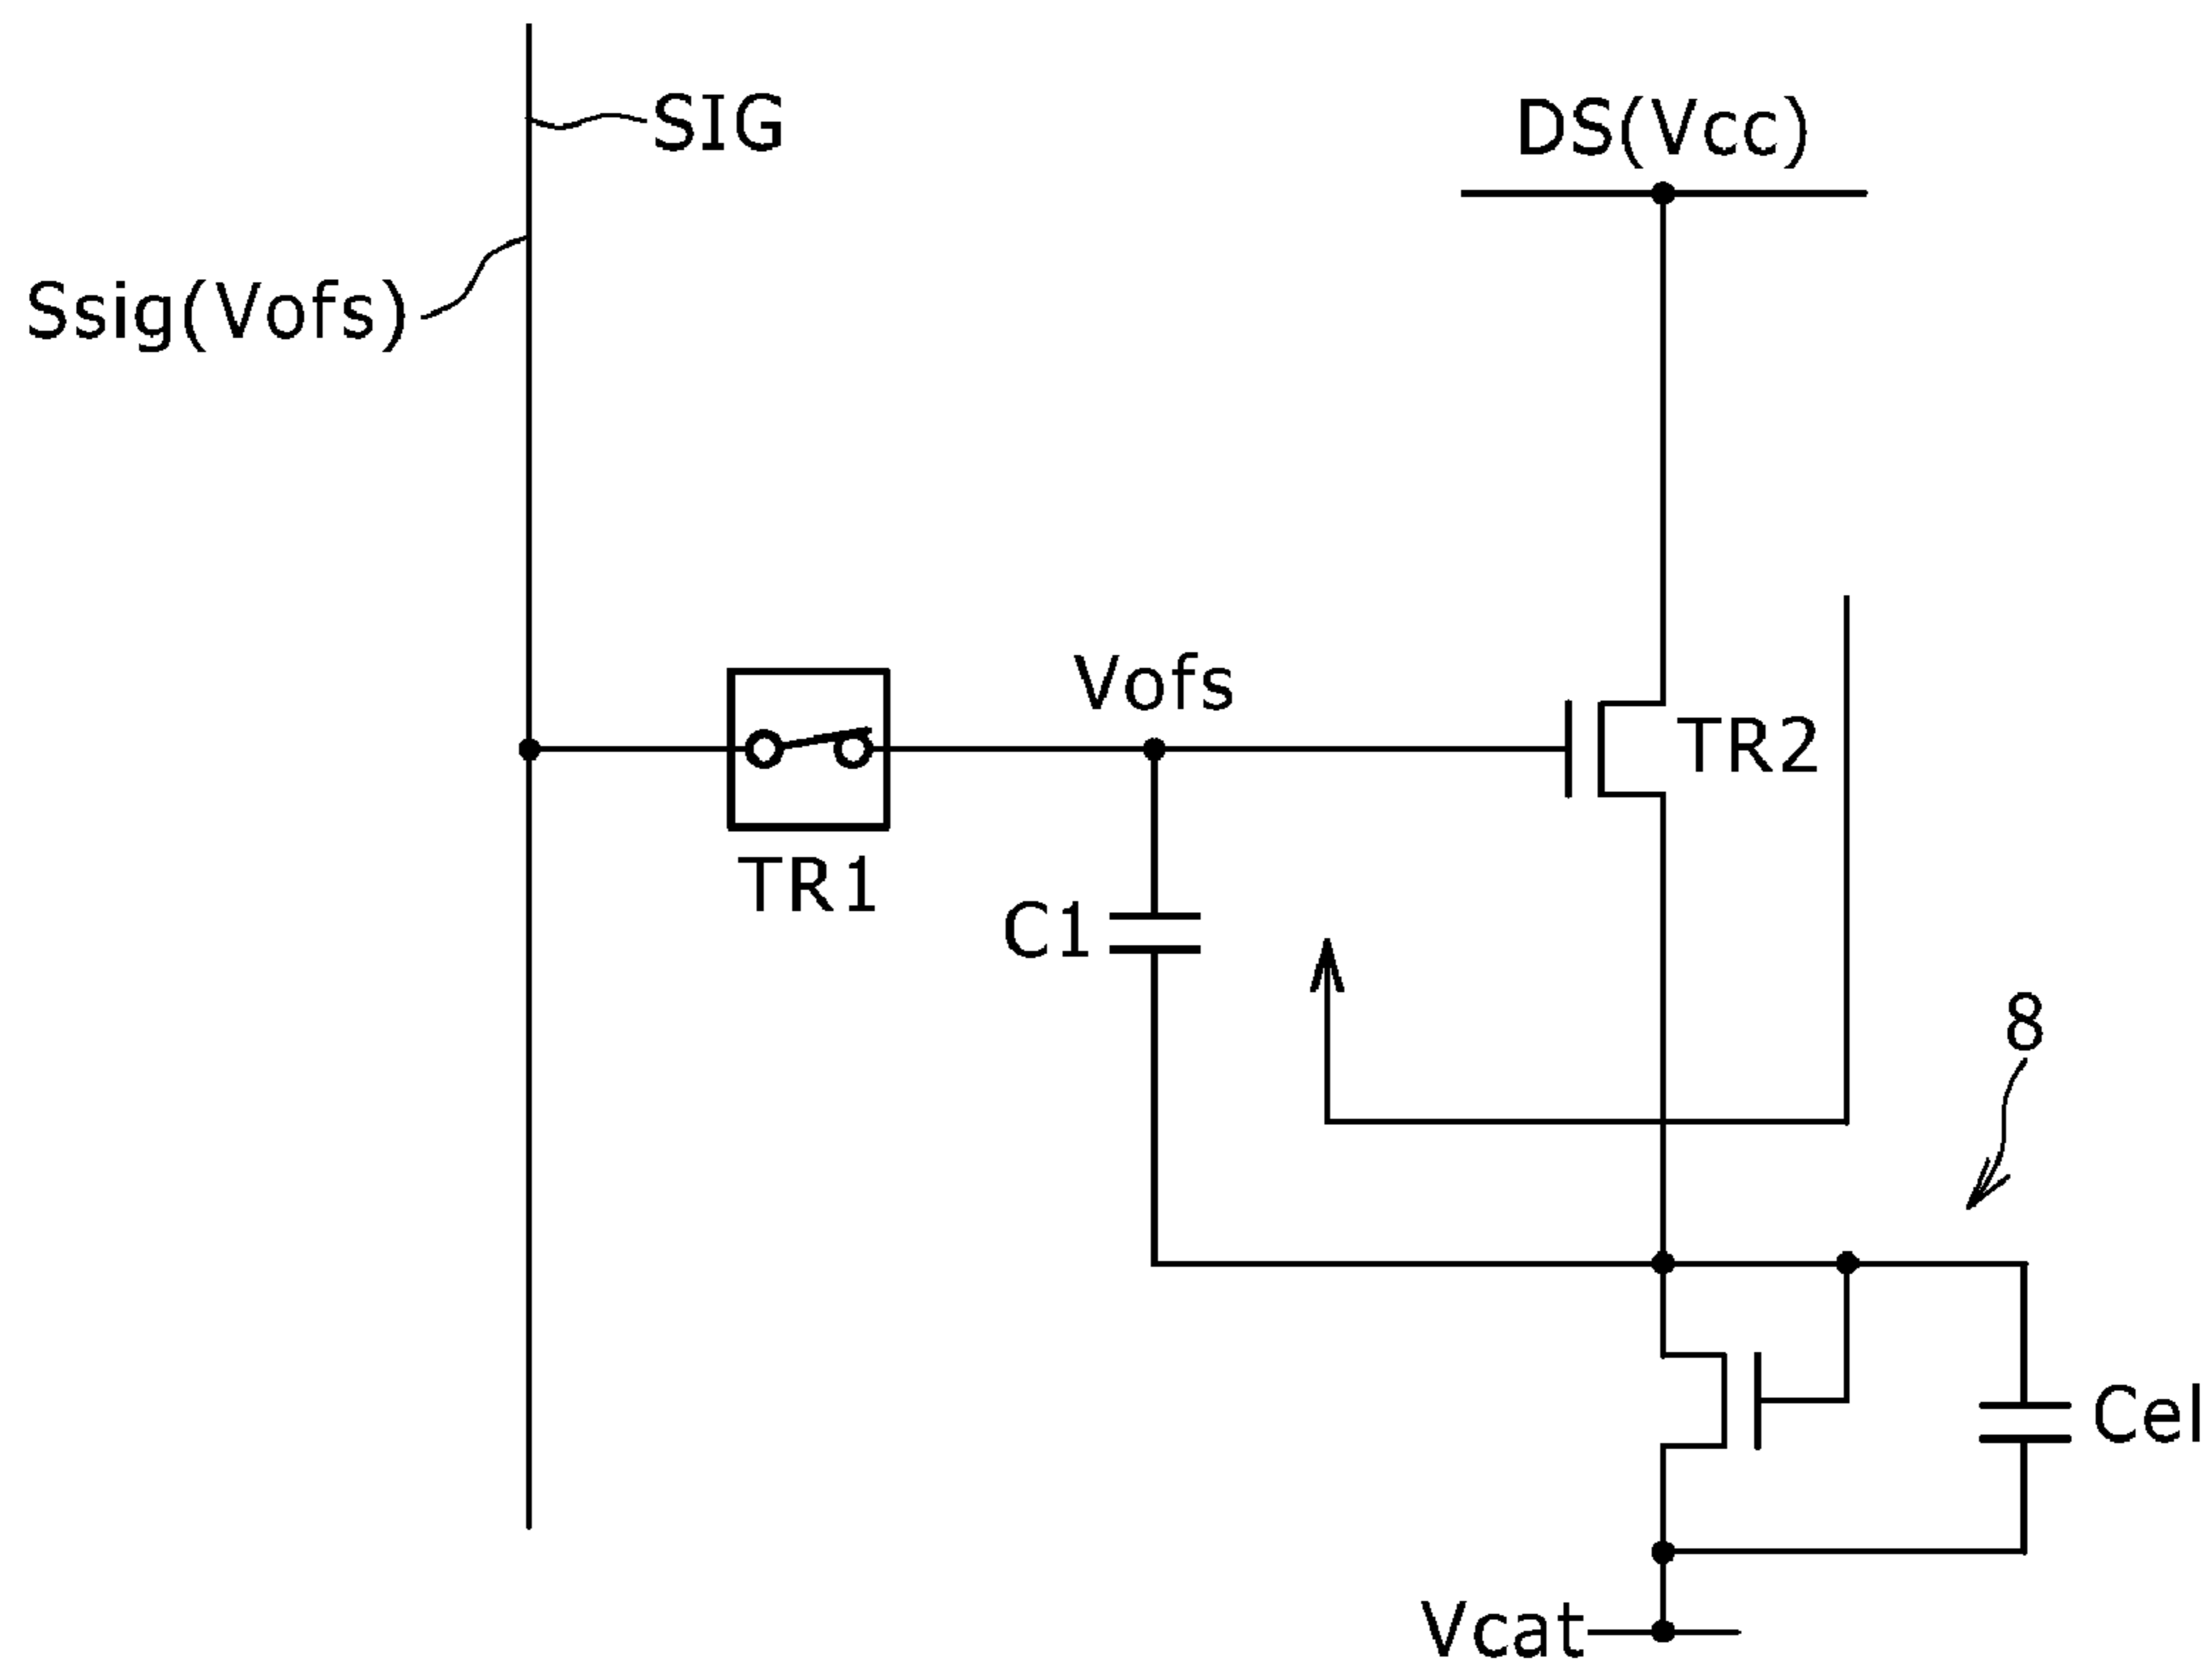 SIG
DS(Vcc)
Ssig(Vofs)
Vofs
TR2
TR1
C1
8
Cel
Vcat